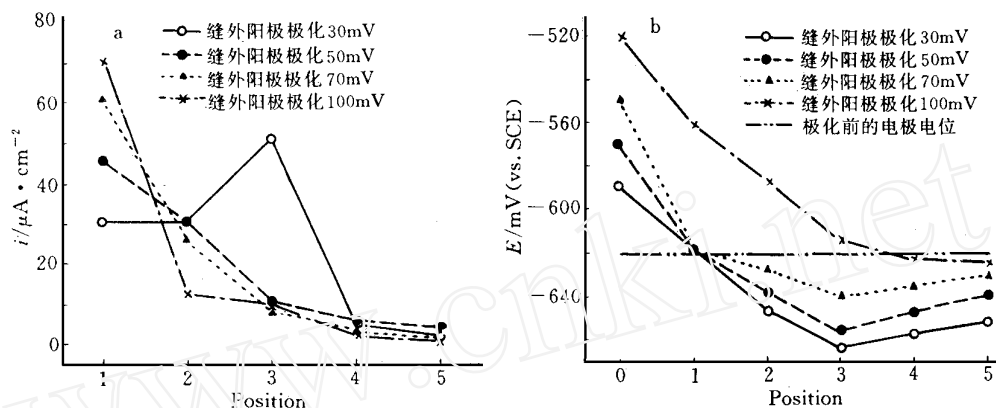 a
80
60
40
20
0
i/μA·cm⁻²
缝外阳极极化30mV
缝外阳极极化50mV
缝外阳极极化70mV
缝外阳极极化100mV
1 2 3 4 5
Position
b
-520
-560
-600
-640
E/mV(vs. SCE)
缝外阳极极化30mV
缝外阳极极化50mV
缝外阳极极化70mV
缝外阳极极化100mV
极化前的电极电位
0 1 2 3 4 5
Position
www.cnki.net